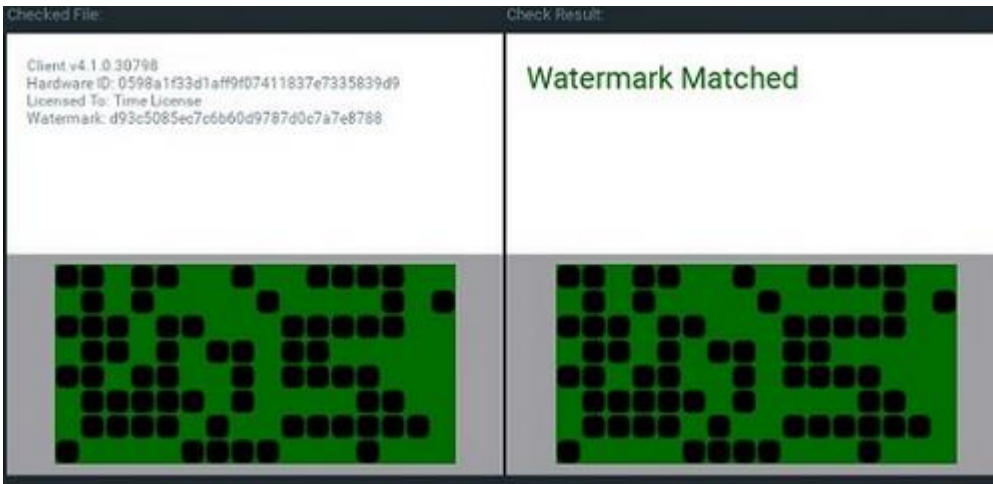 Checked File:
Check Result:
Client v4.1.0.30798
Hardware ID: 0598a1f33d1aff9f07411837e7335839d9
Licensed To: Time License
Watermark: d93c5085ec7c6b60d9787d0c7a7e8788
Watermark Matched